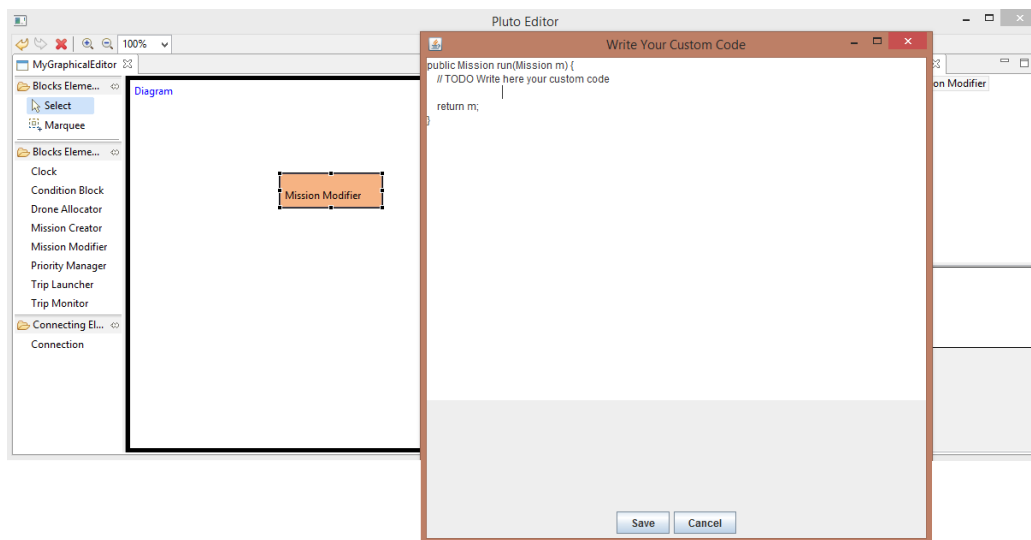 Pluto Editor
100%
MyGraphicalEditor
Blocks Eleme...
Select
Marquee
Blocks Eleme...
Clock
Condition Block
Drone Allocator
Mission Creator
Mission Modifier
Priority Manager
Trip Launcher
Trip Monitor
Connecting El...
Connection
Diagram
Mission Modifier
Write Your Custom Code
public Mission run(Mission m) {
// TODO Write here your custom code
return m;
}
Save
Cancel
on Modifier